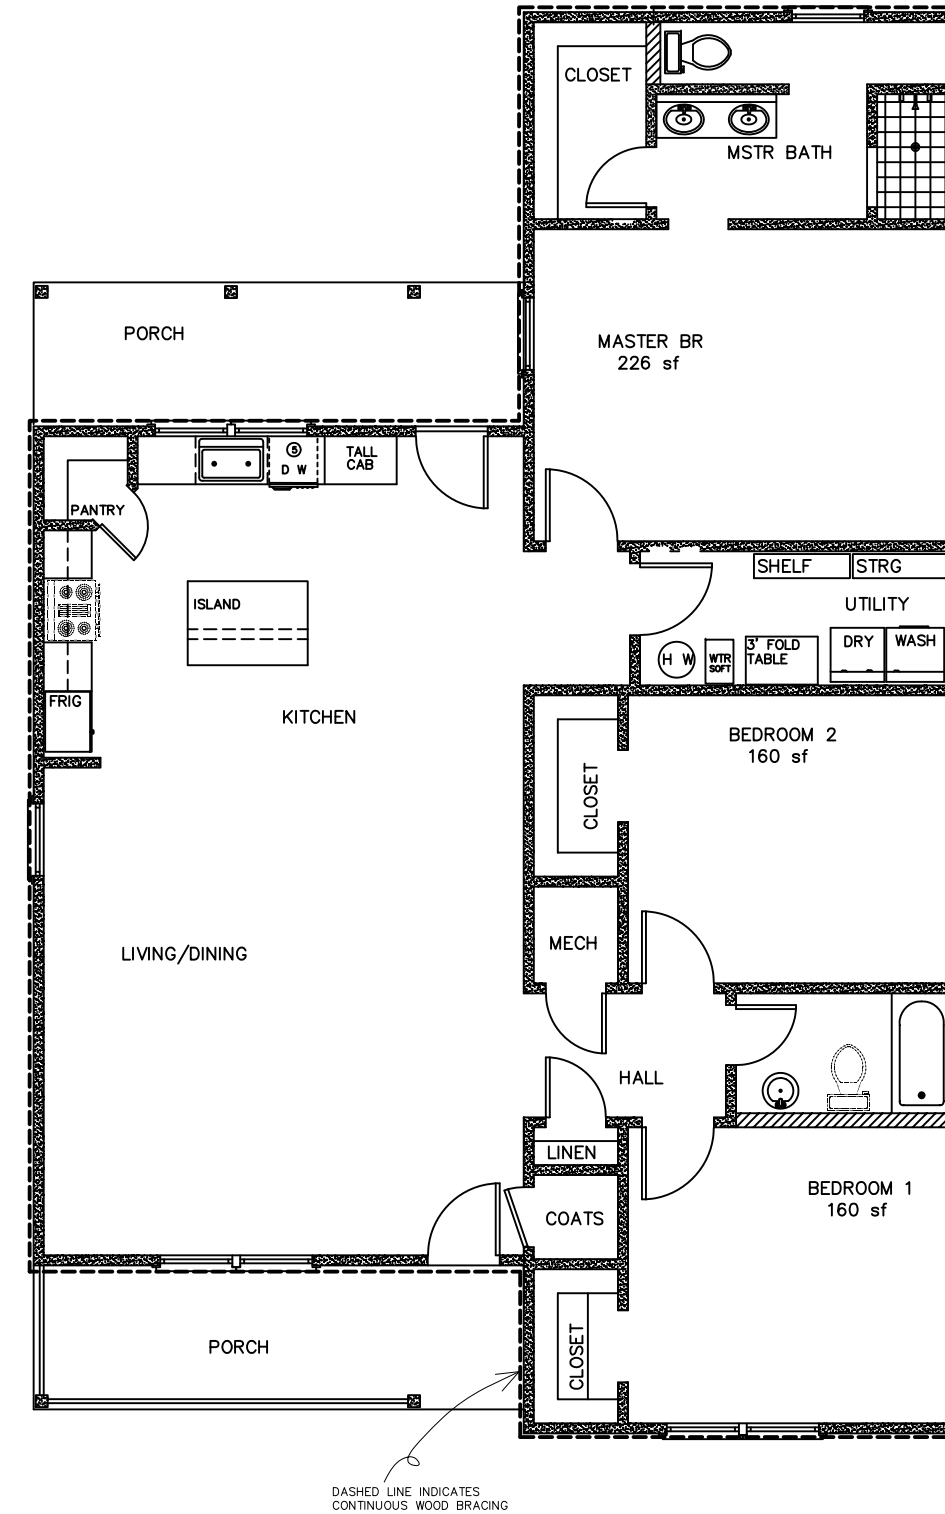 CLOSET
MSTR BATH
PORCH
MASTER BR
226 sf
5
D W
TALL
CAB
PANTRY
SHELF
STRG
ISLAND
UTILITY
H W
WTR
SOFT
3' FOLD
TABLE
DRY
WASH
FRIG
KITCHEN
BEDROOM 2
160 sf
CLOSET
MECH
LIVING/DINING
HALL
LINEN
BEDROOM 1
160 sf
COATS
PORCH
CLOSET
DASHED LINE INDICATES
CONTINUOUS WOOD BRACING